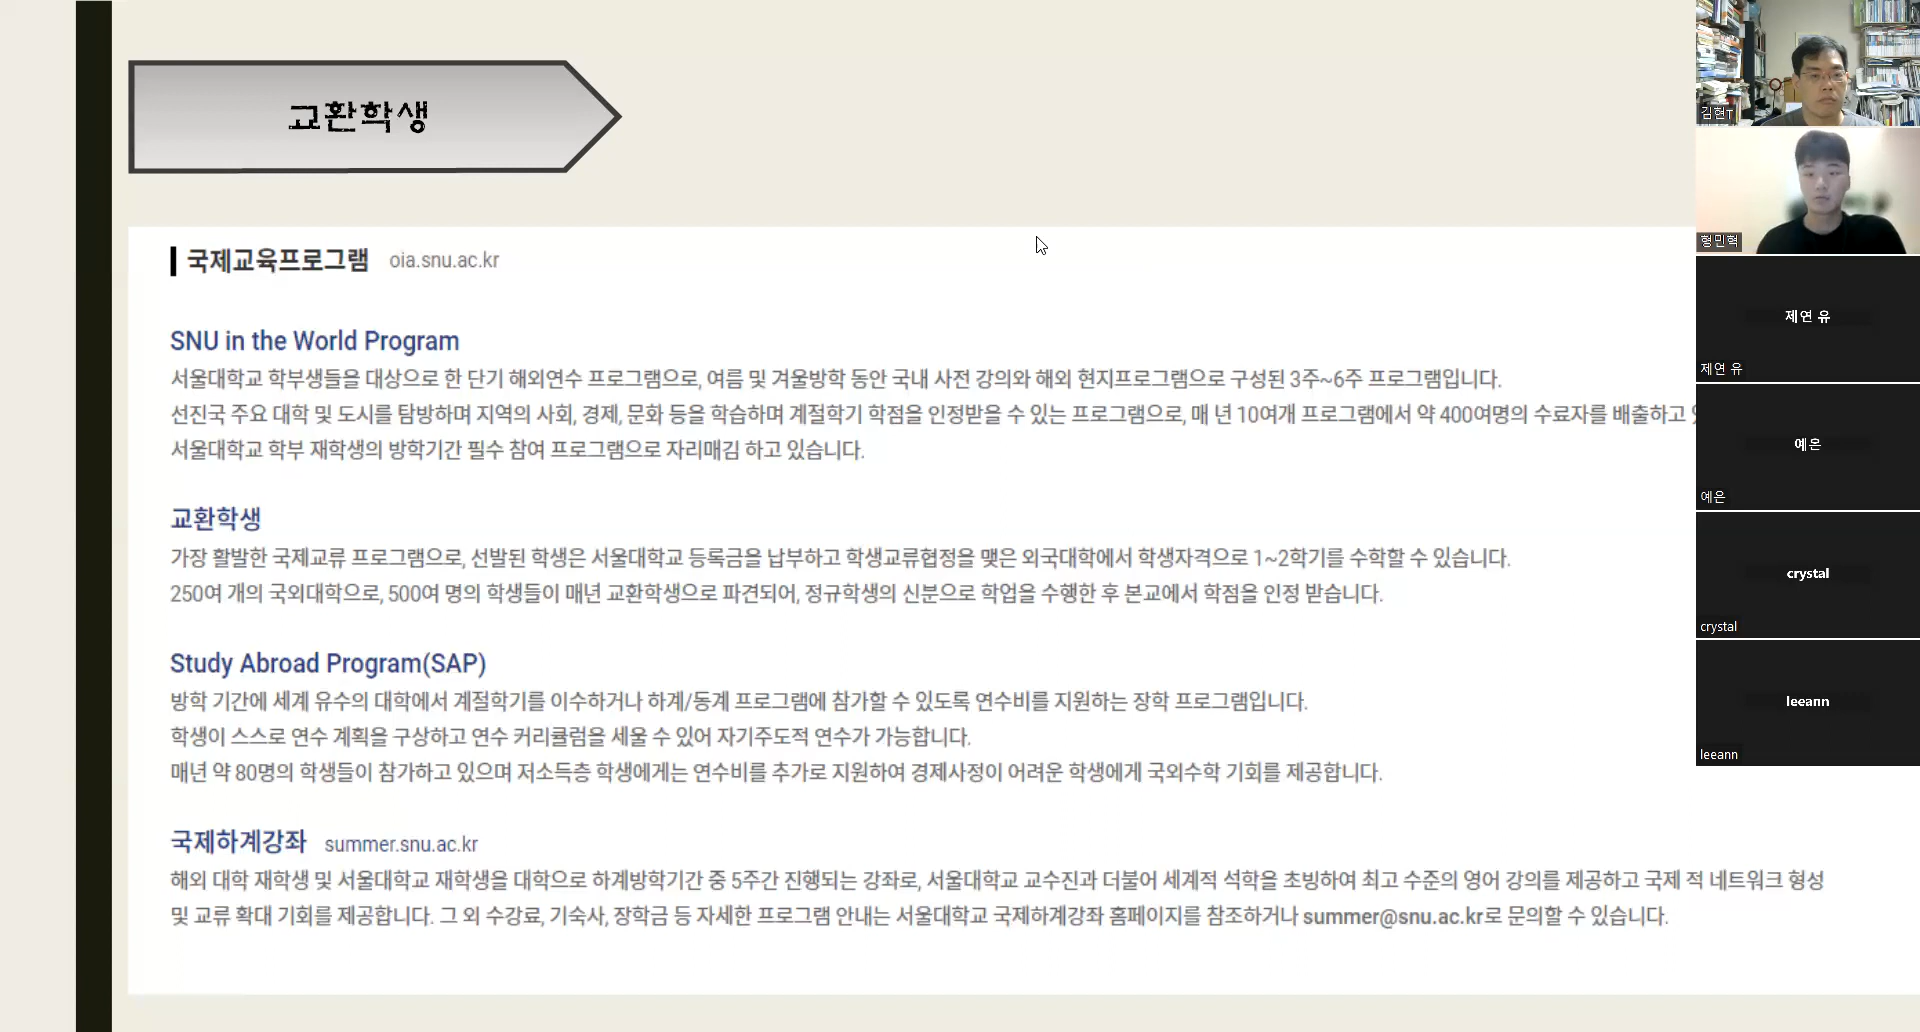 교환학생
국제교육프로그램 oia.snu.ac.kr
SNU in the World Program
서울대학교 학부생들을 대상으로 한 단기 해외연수 프로그램으로, 여름 및 겨울방학 동안 국내 사전 강의와 해외 현지프로그램으로 구성된 3주~6주 프로그램입니다.
선진국 주요 대학 및 도시를 탐방하며 지역의 사회, 경제, 문화 등을 학습하며 계절학기 학점을 인정받을 수 있는 프로그램으로, 매 년 10여개 프로그램에서 약 400여명의 수료자를 배출하고
서울대학교 학부 재학생의 방학기간 필수 참여 프로그램으로 자리매김 하고 있습니다.
교환학생
가장 활발한 국제교류 프로그램으로, 선발된 학생은 서울대학교 등록금을 납부하고 학생교류협정을 맺은 외국대학에서 학생자격으로 1~2학기를 수학할 수 있습니다.
250여 개의 국외대학으로, 500여 명의 학생들이 매년 교환학생으로 파견되어, 정규학생의 신분으로 학업을 수행한 후 본교에서 학점을 인정 받습니다.
Study Abroad Program(SAP)
방학 기간에 세계 유수의 대학에서 계절학기를 이수하거나 하계/동계 프로그램에 참가할 수 있도록 연수비를 지원하는 장학 프로그램입니다.
학생이 스스로 연수 계획을 구상하고 연수 커리큘럼을 세울 수 있어 자기주도적 연수가 가능합니다.
매년 약 80명의 학생들이 참가하고 있으며 저소득층 학생에게는 연수비를 추가로 지원하여 경제사정이 어려운 학생에게 국외수학 기회를 제공합니다.
국제하계강좌 summer.snu.ac.kr
해외 대학 재학생 및 서울대학교 재학생을 대학으로 하계방학기간 중 5주간 진행되는 강좌로, 서울대학교 교수진과 더불어 세계적 석학을 초빙하여 최고 수준의 영어 강의를 제공하고 국제 적 네트워크 형성
및 교류 확대 기회를 제공합니다. 그 외 수강료, 기숙사, 장학금 등 자세한 프로그램 안내는 서울대학교 국제하계강좌 홈페이지를 참조하거나 summer@snu.ac.kr로 문의할 수 있습니다.
김현T
형민혁
제연 유
제연 유
예은
예은
crystal
crystal
leeann
leeann